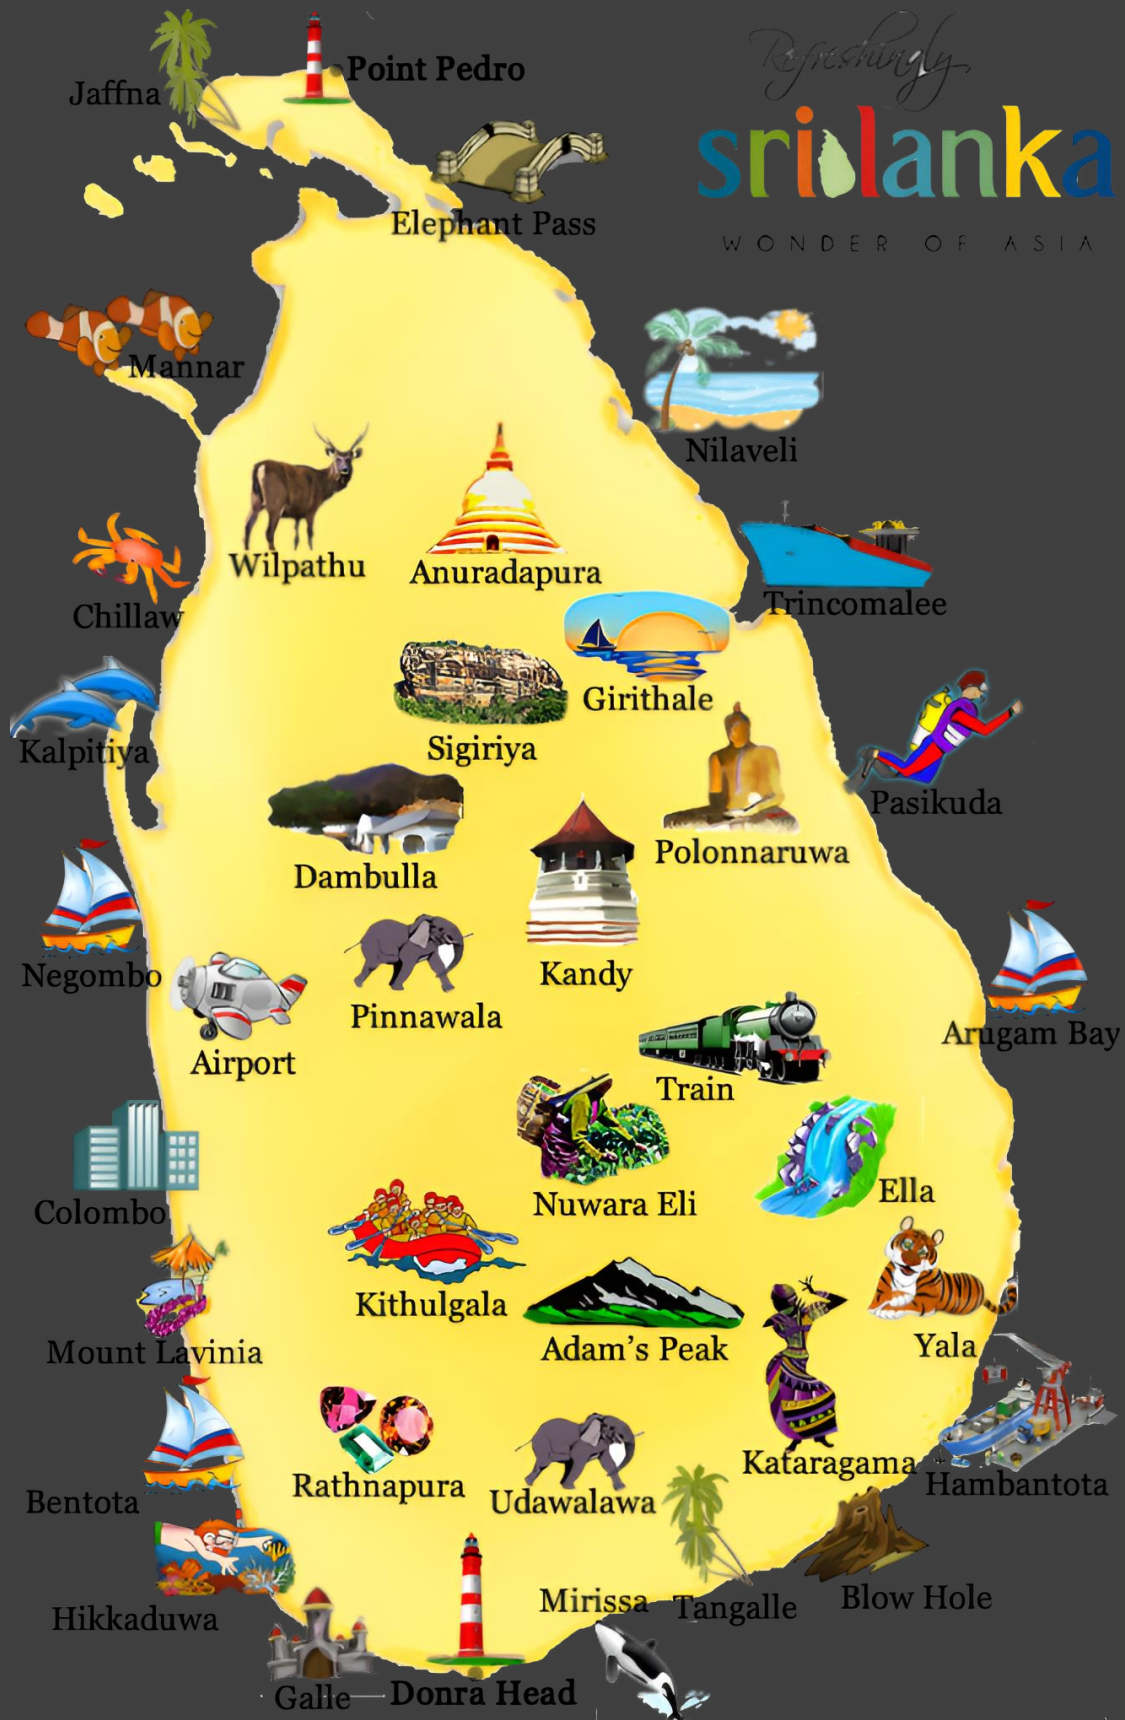 Refreshingly
srilanka
WONDER OF ASIA
Point Pedro
Jaffna
Elephant Pass
Mannar
Nilaveli
Wilpathu
Anuradapura
Trincomalee
Chillaw
Girithale
Sigiriya
Kalpitiya
Pasikuda
Polonnaruwa
Dambulla
Kandy
Negombo
Pinnawala
Arugam Bay
Airport
Train
Nuwara Eli
Ella
Colombo
Kithulgala
Adam's Peak
Yala
Mount Lavinia
Kataragama
Hambantota
Rathnapura
Udawalawa
Bentota
Blow Hole
Mirissa
Tangalle
Hikkaduwa
Galle
Donra Head